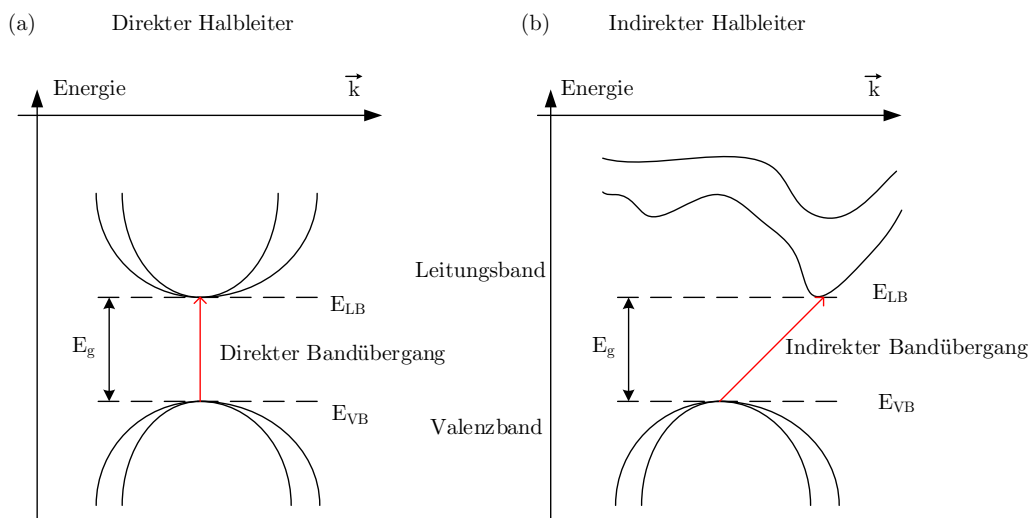 (a) Direkter Halbleiter
(b) Indirekter Halbleiter
Energie
k
Energie
k
Leitungsband
E_LB
E_LB
E_g
Direkter Bandübergang
E_g
Indirekter Bandübergang
E_VB
E_VB
Valenzband